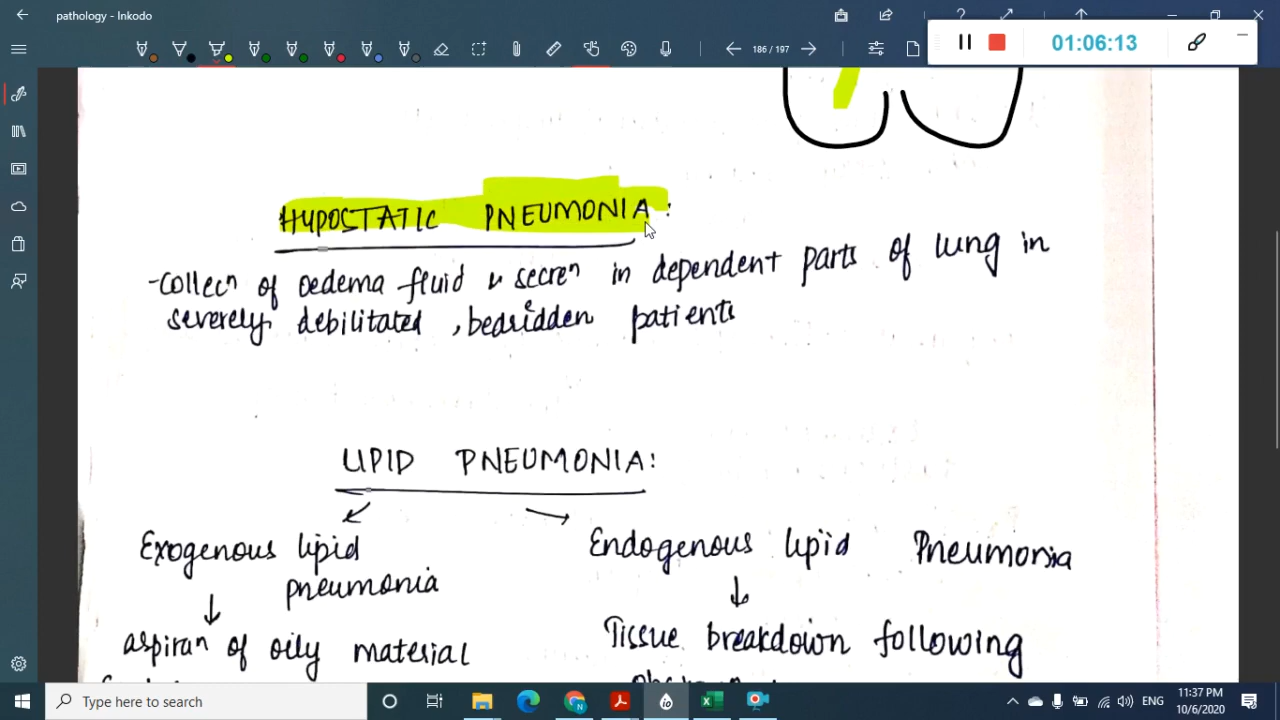 pathology - Inkodo
186 / 197
01:06:13
HYPOSTATIC PNEUMONIA:
-collecⁿ of oedema fluid & secreⁿ in dependent parts of lung in
severely debilitated, bedridden patients
LIPID PNEUMONIA:
Exogenous lipid
pneumonia
Endogenous lipid Pneumonia
aspiraⁿ of oily material
Tissue breakdown following
Type here to search
ENG
11:37 PM
10/6/2020